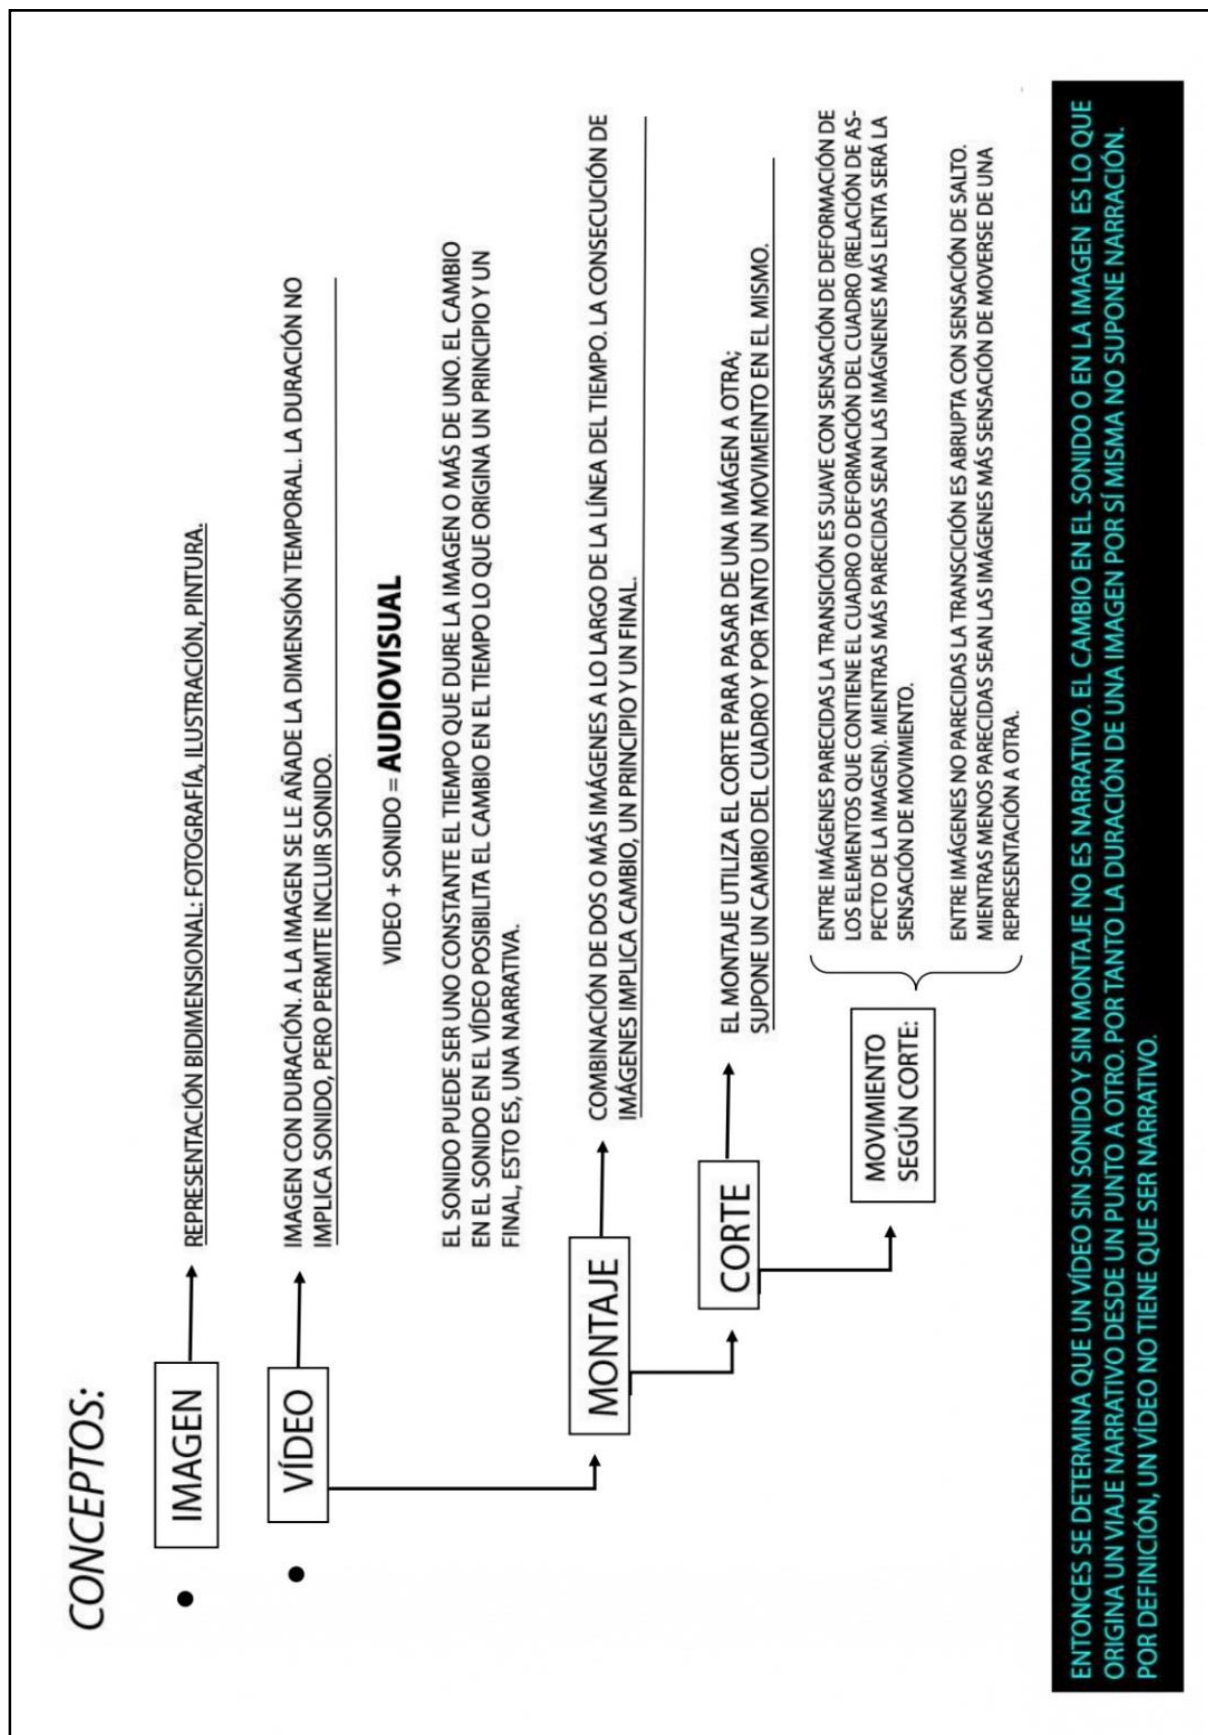 CONCEPTOS:
IMAGEN
REPRESENTACIÓN BIDIMENSIONAL: FOTOGRAFÍA, ILUSTRACIÓN, PINTURA.
VÍDEO
IMAGEN CON DURACIÓN. A LA IMAGEN SE LE AÑADE LA DIMENSIÓN TEMPORAL. LA DURACIÓN NO
IMPLICA SONIDO, PERO PERMITE INCLUIR SONIDO.
VIDEO + SONIDO = AUDIOVISUAL
EL SONIDO PUEDE SER UNO CONSTANTE EL TIEMPO QUE DURE LA IMAGEN O MÁS DE UNO. EL CAMBIO
EN EL SONIDO EN EL VÍDEO POSIBILITA EL CAMBIO EN EL TIEMPO LO QUE ORIGINA UN PRINCIPIO Y UN
FINAL, ESTO ES, UNA NARRATIVA.
MONTAJE
COMBINACIÓN DE DOS O MÁS IMÁGENES A LO LARGO DE LA LÍNEA DEL TIEMPO. LA CONSECUCIÓN DE
IMÁGENES IMPLICA CAMBIO, UN PRINCIPIO Y UN FINAL.
CORTE
EL MONTAJE UTILIZA EL CORTE PARA PASAR DE UNA IMÁGEN A OTRA;
SUPONE UN CAMBIO DEL CUADRO Y POR TANTO UN MOVIMEINTO EN EL MISMO.
MOVIMIENTO
SEGÚN CORTE:
ENTRE IMÁGENES PARECIDAS LA TRANSICIÓN ES SUAVE CON SENSACIÓN DE DEFORMACIÓN DE
LOS ELEMENTOS QUE CONTIENE EL CUADRO O DEFORMACIÓN DEL CUADRO (RELACIÓN DE AS-
PECTO DE LA IMAGEN). MIENTRAS MÁS PARECIDAS SEAN LAS IMÁGNENES MÁS LENTA SERÁ LA
SENSACIÓN DE MOVIMIENTO.
ENTRE IMÁGENES NO PARECIDAS LA TRANSCICIÓN ES ABRUPTA CON SENSACIÓN DE SALTO.
MIENTRAS MENOS PARECIDAS SEAN LAS IMÁGENES MÁS SENSACIÓN DE MOVERSE DE UNA
REPRESENTACIÓN A OTRA.
ENTONCES SE DETERMINA QUE UN VÍDEO SIN SONIDO Y SIN MONTAJE NO ES NARRATIVO. EL CAMBIO EN EL SONIDO O EN LA IMAGEN ES LO QUE
ORIGINA UN VIAJE NARRATIVO DESDE UN PUNTO A OTRO. POR TANTO LA DURACIÓN DE UNA IMAGEN POR SÍ MISMA NO SUPONE NARRACIÓN.
POR DEFINICIÓN, UN VÍDEO NO TIENE QUE SER NARRATIVO.